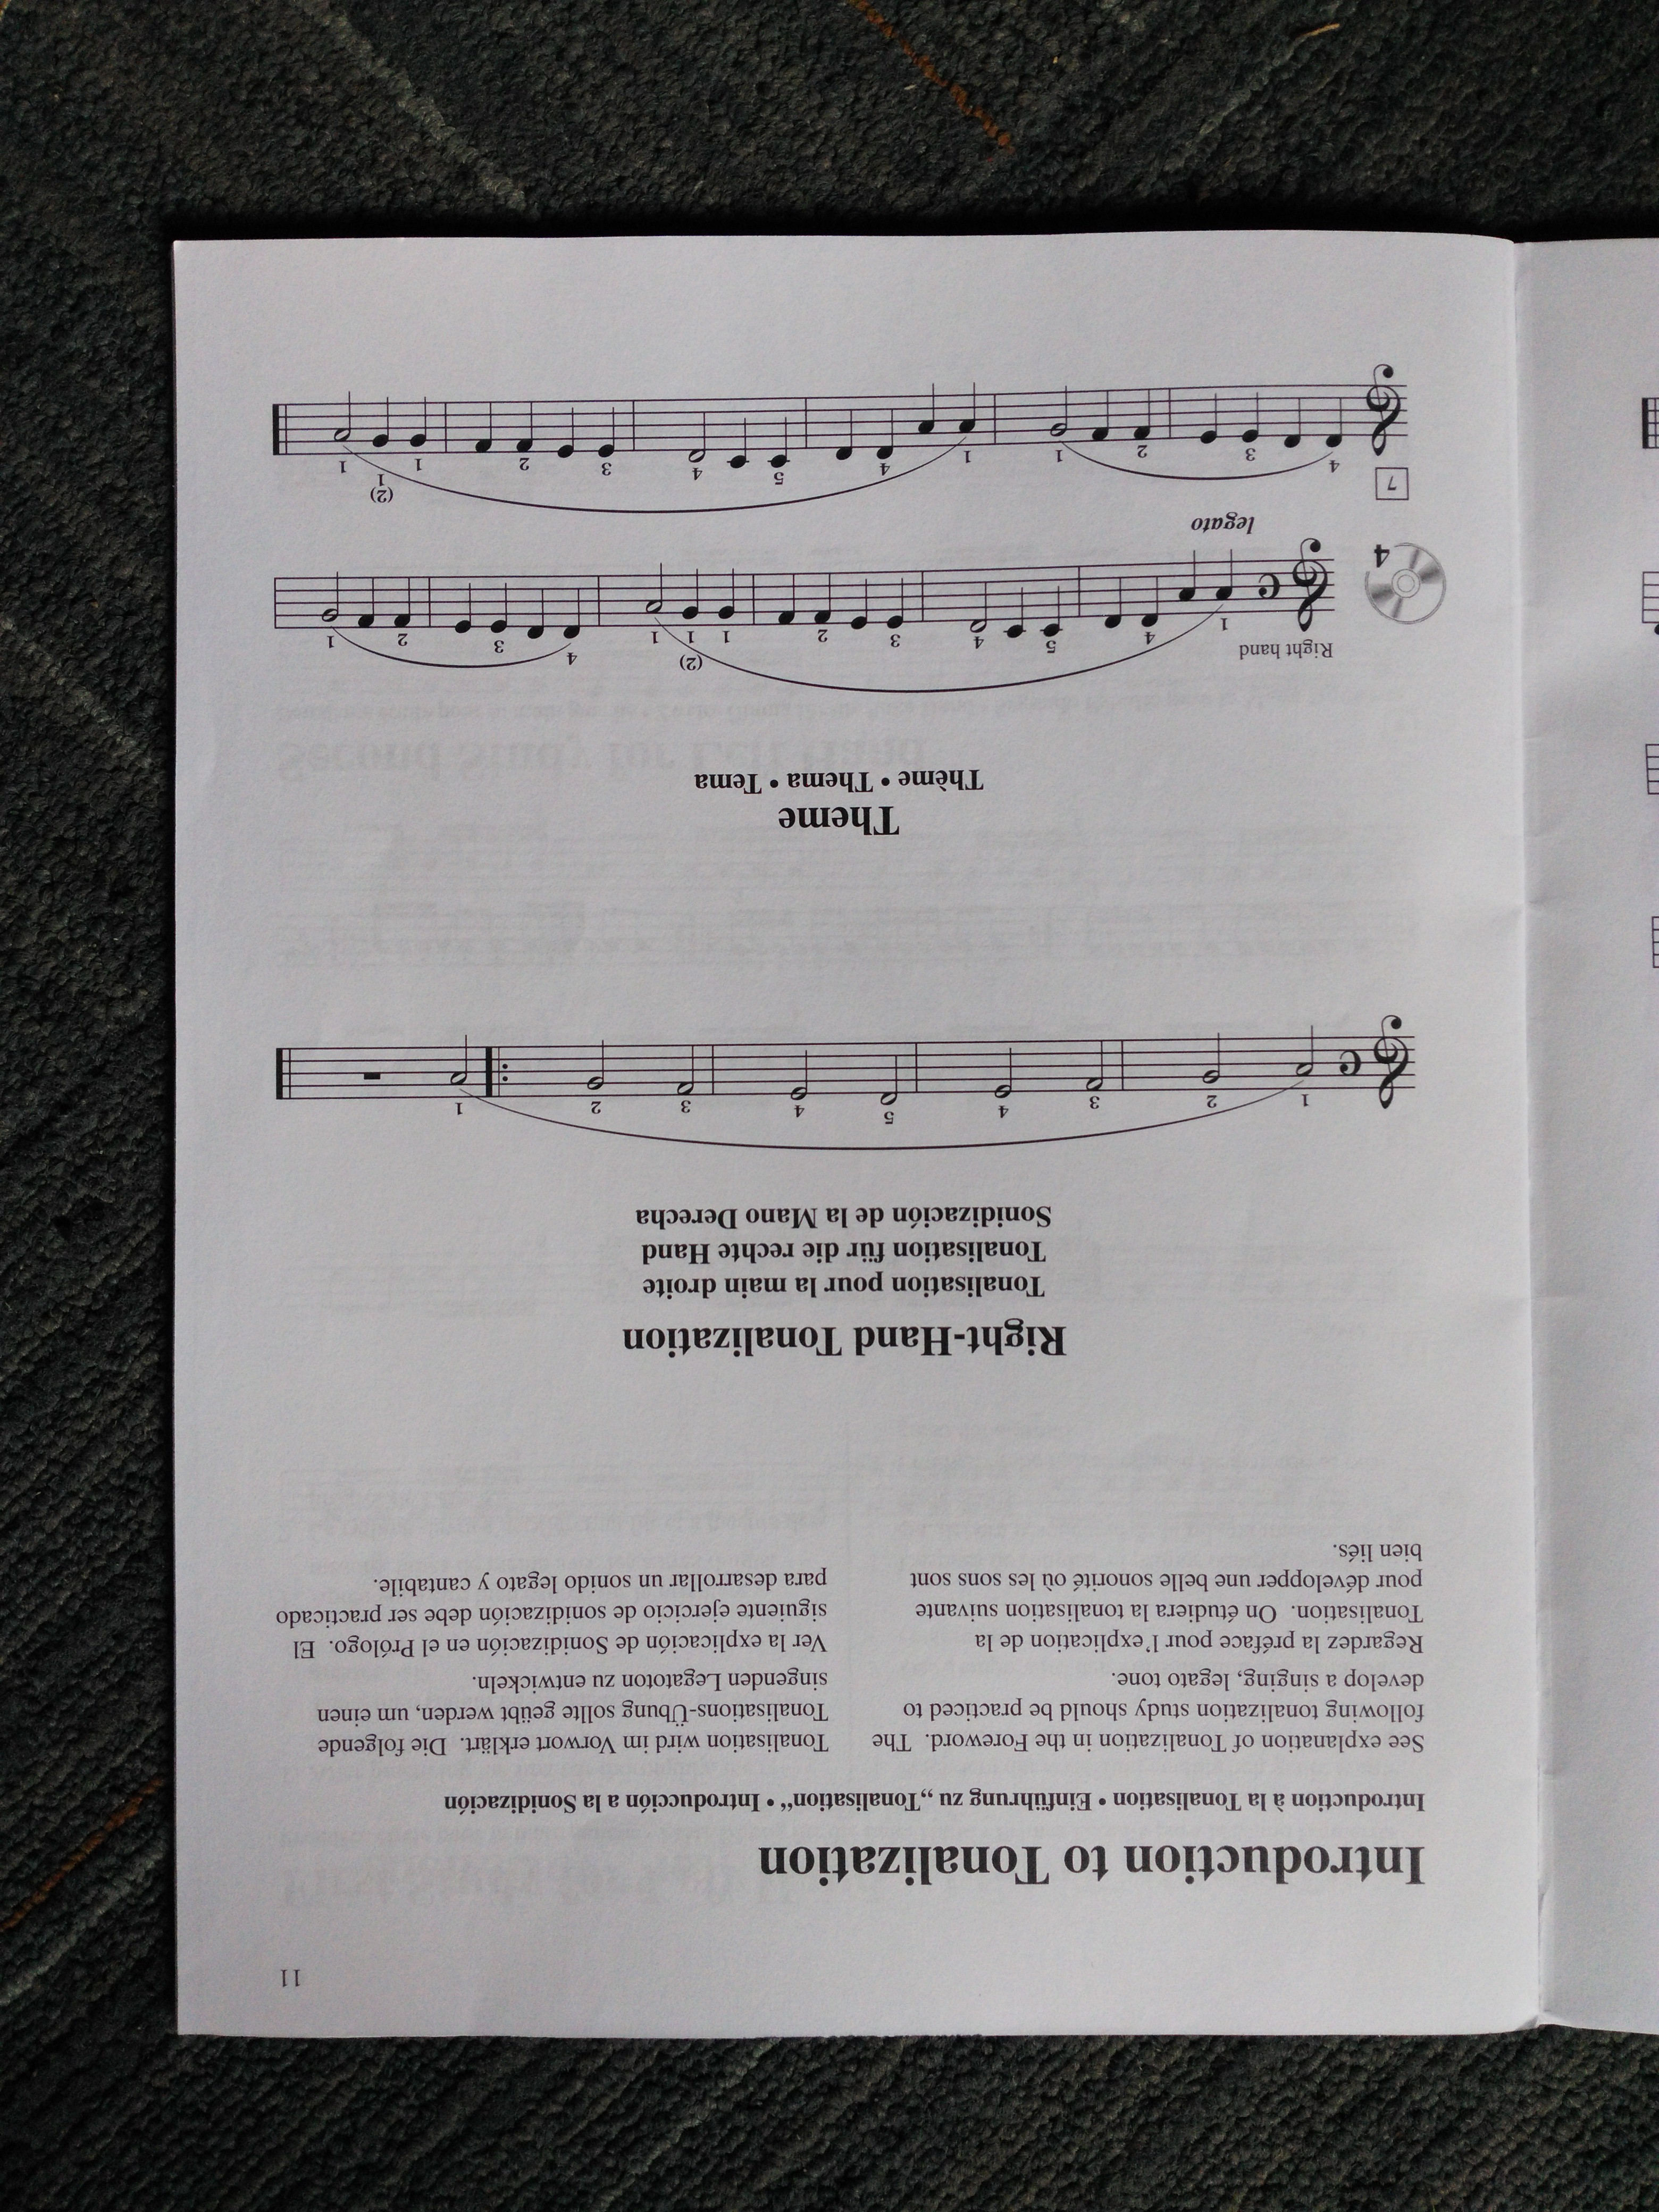 11
Introduction to Tonalization
Introduction à la Tonalisation • Einführung zu „Tonalisation“ • Introducción a la Sonidización
See explanation of Tonalization in the Foreword. The
following tonalization study should be practiced to
develop a singing, legato tone.
Regardez la préface pour l'explication de la
Tonalisation. On étudiera la tonalisation suivante
pour développer une belle sonorité où les sons sont
bien liés.
Tonalisation wird im Vorwort erklärt. Die folgende
Tonalisations-Übung sollte geübt werden, um einen
singenden Legatoton zu entwickeln.
Ver la explicación de Sonidización en el Prólogo. El
siguiente ejercicio de sonidización debe ser practicado
para desarrollar un sonido legato y cantabile.
Right-Hand Tonalization
Tonalisation pour la main droite
Tonalisation für die rechte Hand
Sonidización de la Mano Derecha
1 2 3 4 5 4 3 2 1
Theme
Thème • Thema • Tema
Right hand
(2)
1 4 5 4 3 2 1 1 1 4 3 2 1
4
legato
7
(2)
4 3 2 1 1 4 5 4 3 2 1 1 1